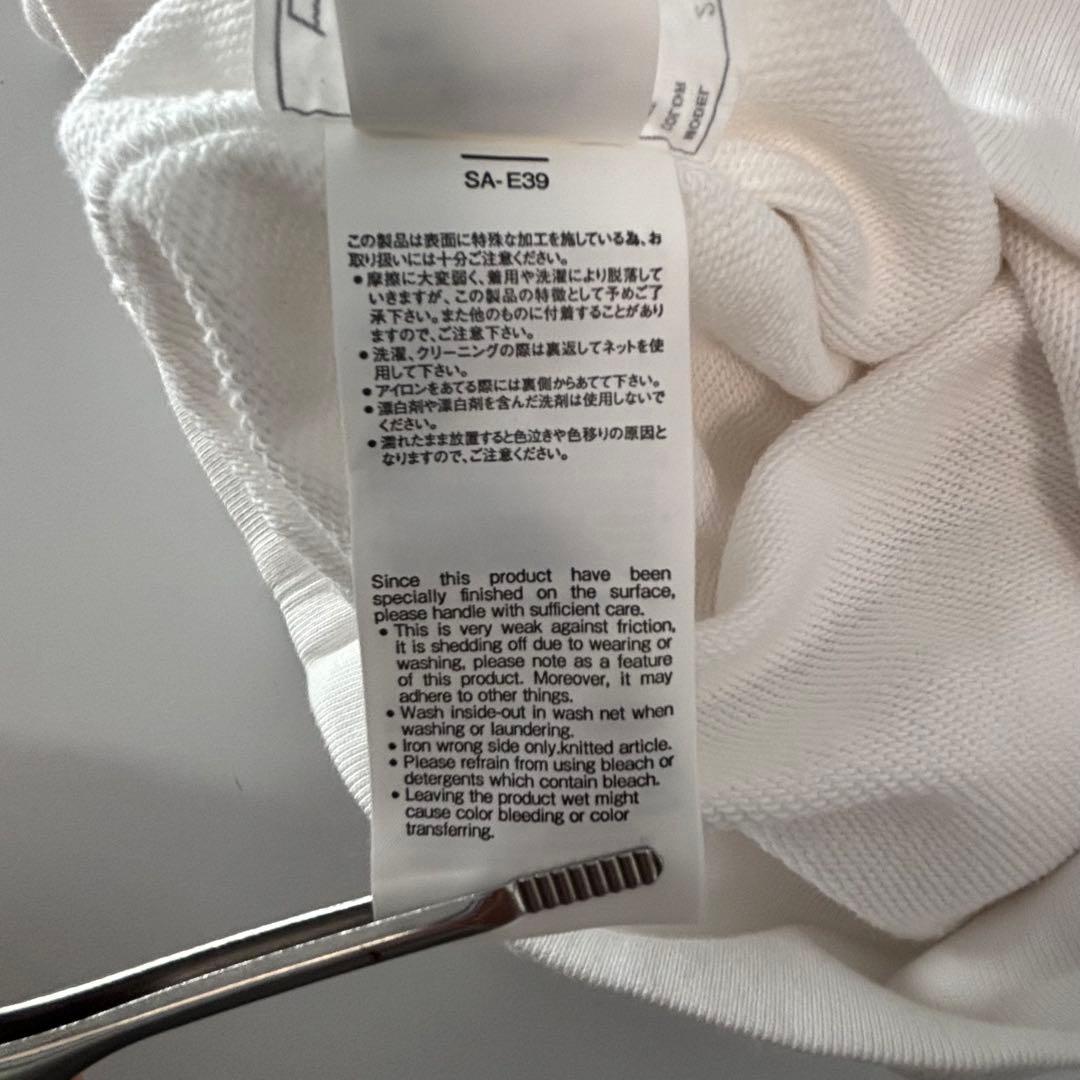 COLOR
MODEL
SA-E39
この製品は表面に特殊な加工を施している為、お
取り扱いには十分ご注意ください。
● 摩擦に大変弱く、着用や洗濯により脱落して
いきますが、この製品の特徴として予めご了
承下さい。また他のものに付着することがあり
ますので、ご注意下さい。
● 洗濯、クリーニングの際は裏返してネットを使
用して下さい。
● アイロンをあてる際には裏側からあてて下さい。
● 漂白剤や漂白剤を含んだ洗剤は使用しないで
ください。
● 濡れたまま放置すると色泣きや色移りの原因と
なりますので、ご注意ください。
Since this product have been
specially finished on the surface,
please handle with sufficient care.
● This is very weak against friction,
it is shedding off due to wearing or
washing, please note as a feature
of this product. Moreover, it may
adhere to other things.
● Wash inside-out in wash net when
washing or laundering.
● Iron wrong side only.knitted article.
● Please refrain from using bleach or
detergents which contain bleach.
● Leaving the product wet might
cause color bleeding or color
transferring.